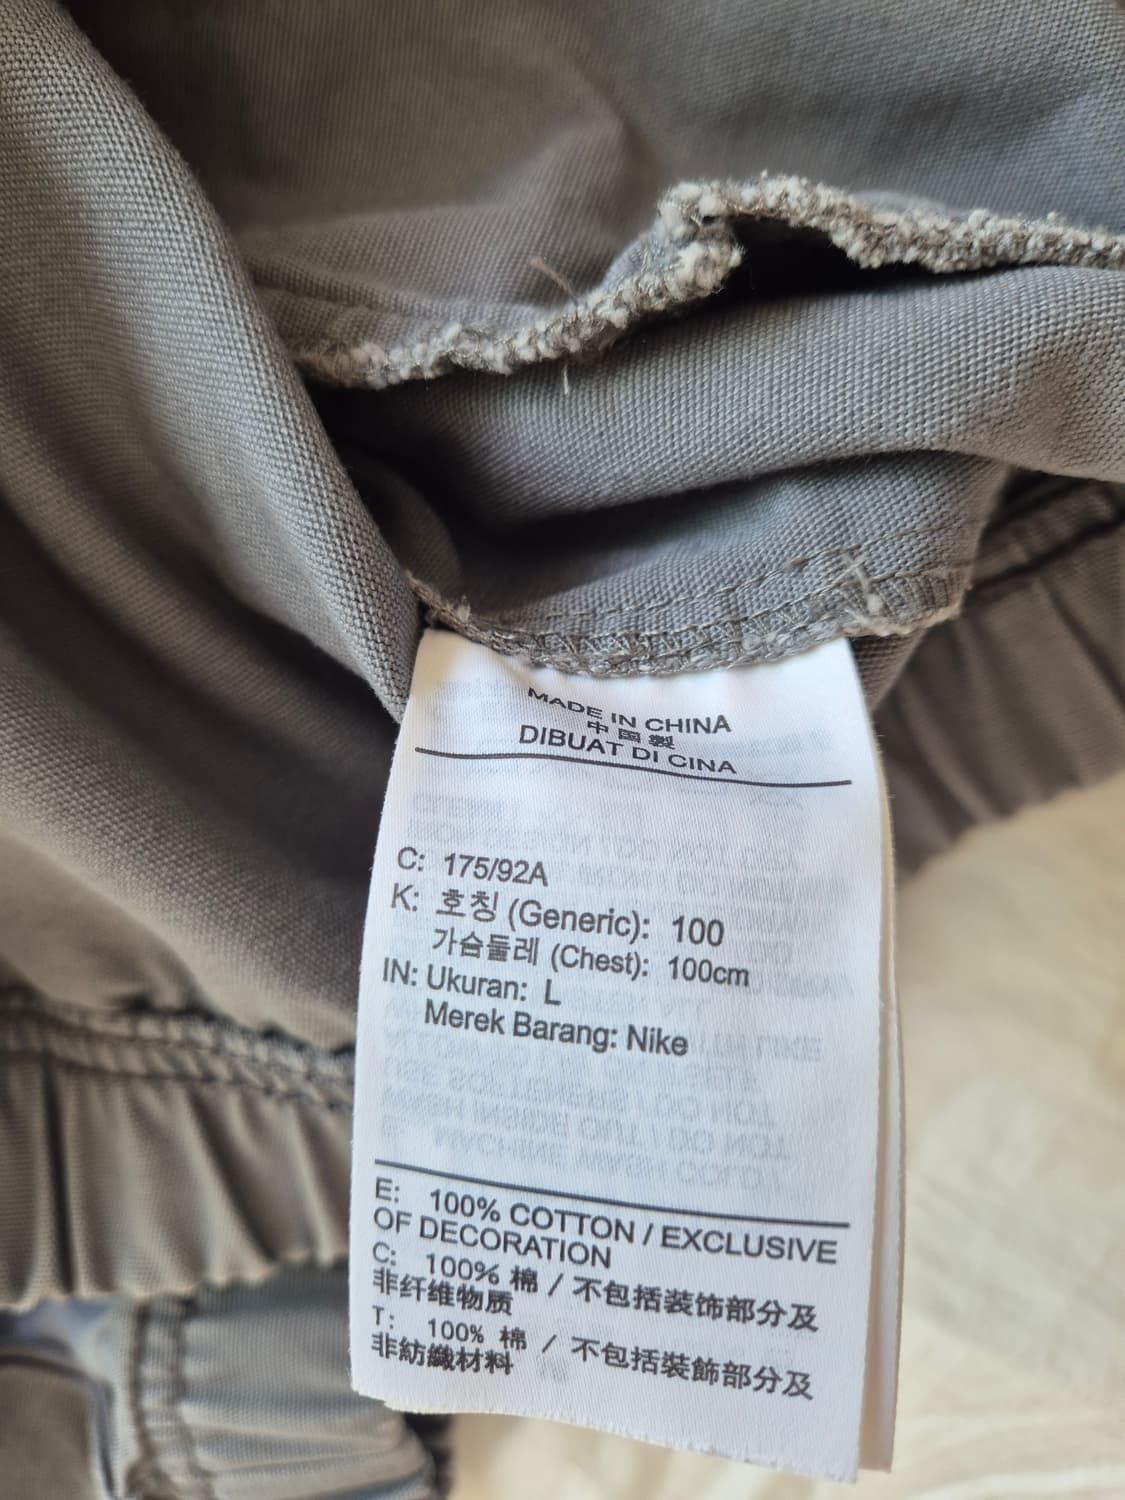 MADE IN CHINA
中国製
DIBUAT DI CINA
C: 175/92A
K: 호칭 (Generic): 100
가슴둘레 (Chest): 100cm
IN: Ukuran: L
Merek Barang: Nike
E: 100% COTTON / EXCLUSIVE
OF DECORATION
C: 100% 棉 / 不包括装饰部分及
非纤维物质
T: 100% 棉 / 不包括裝飾部分及
非紡織材料